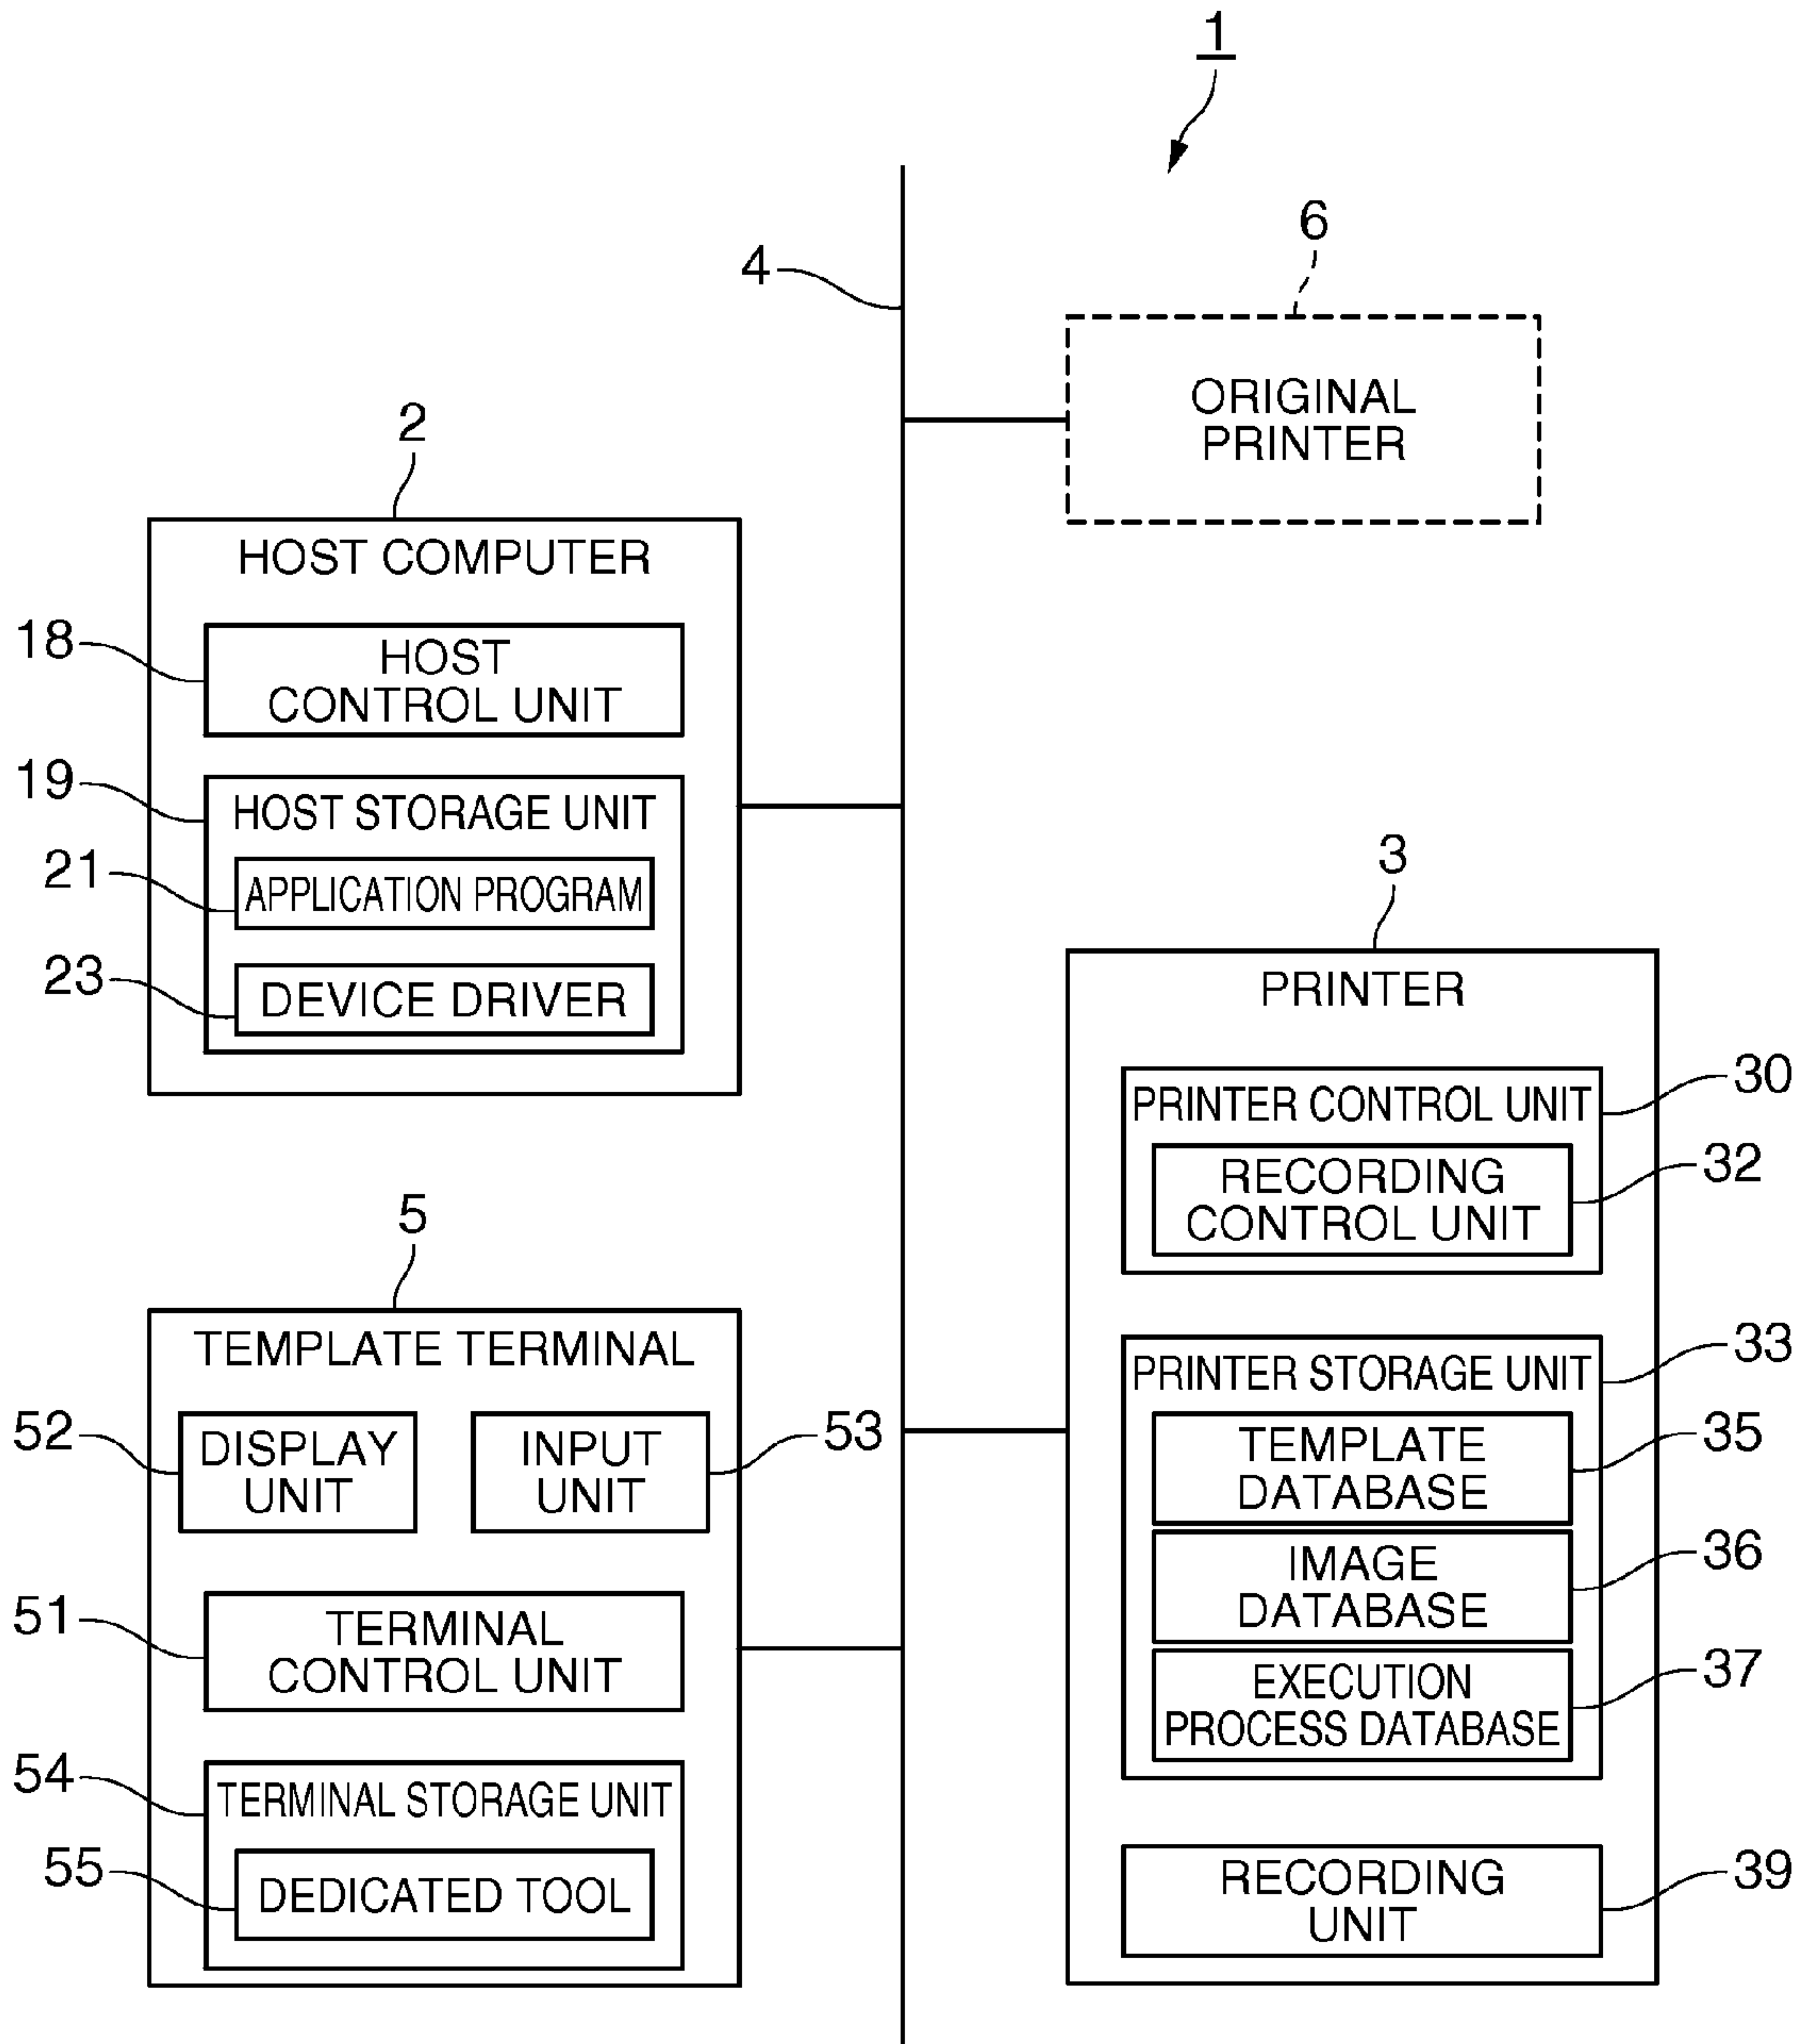 1
6
4
ORIGINAL
PRINTER
2
HOST COMPUTER
18
HOST
CONTROL UNIT
19
HOST STORAGE UNIT
21
APPLICATION PROGRAM
23
DEVICE DRIVER
3
PRINTER
PRINTER CONTROL UNIT
30
RECORDING
CONTROL UNIT
32
PRINTER STORAGE UNIT
33
TEMPLATE
DATABASE
35
IMAGE
DATABASE
36
EXECUTION
PROCESS DATABASE
37
RECORDING
UNIT
39
5
TEMPLATE TERMINAL
52
DISPLAY
UNIT
INPUT
UNIT
53
51
TERMINAL
CONTROL UNIT
54
TERMINAL STORAGE UNIT
55
DEDICATED TOOL